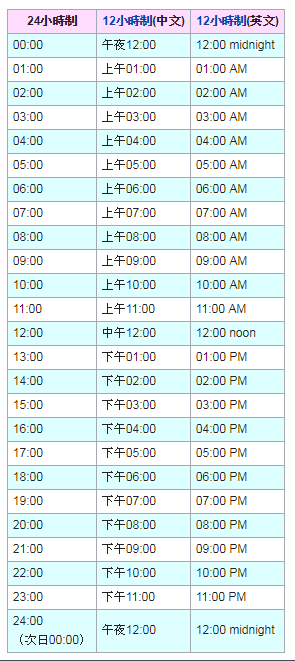 24小時制 12小時制(中文) 12小時制(英文)
00:00 午夜12:00 12:00 midnight
01:00 上午01:00 01:00 AM
02:00 上午02:00 02:00 AM
03:00 上午03:00 03:00 AM
04:00 上午04:00 04:00 AM
05:00 上午05:00 05:00 AM
06:00 上午06:00 06:00 AM
07:00 上午07:00 07:00 AM
08:00 上午08:00 08:00 AM
09:00 上午09:00 09:00 AM
10:00 上午10:00 10:00 AM
11:00 上午11:00 11:00 AM
12:00 中午12:00 12:00 noon
13:00 下午01:00 01:00 PM
14:00 下午02:00 02:00 PM
15:00 下午03:00 03:00 PM
16:00 下午04:00 04:00 PM
17:00 下午05:00 05:00 PM
18:00 下午06:00 06:00 PM
19:00 下午07:00 07:00 PM
20:00 下午08:00 08:00 PM
21:00 下午09:00 09:00 PM
22:00 下午10:00 10:00 PM
23:00 下午11:00 11:00 PM
24:00
（次日00:00） 午夜12:00 12:00 midnight